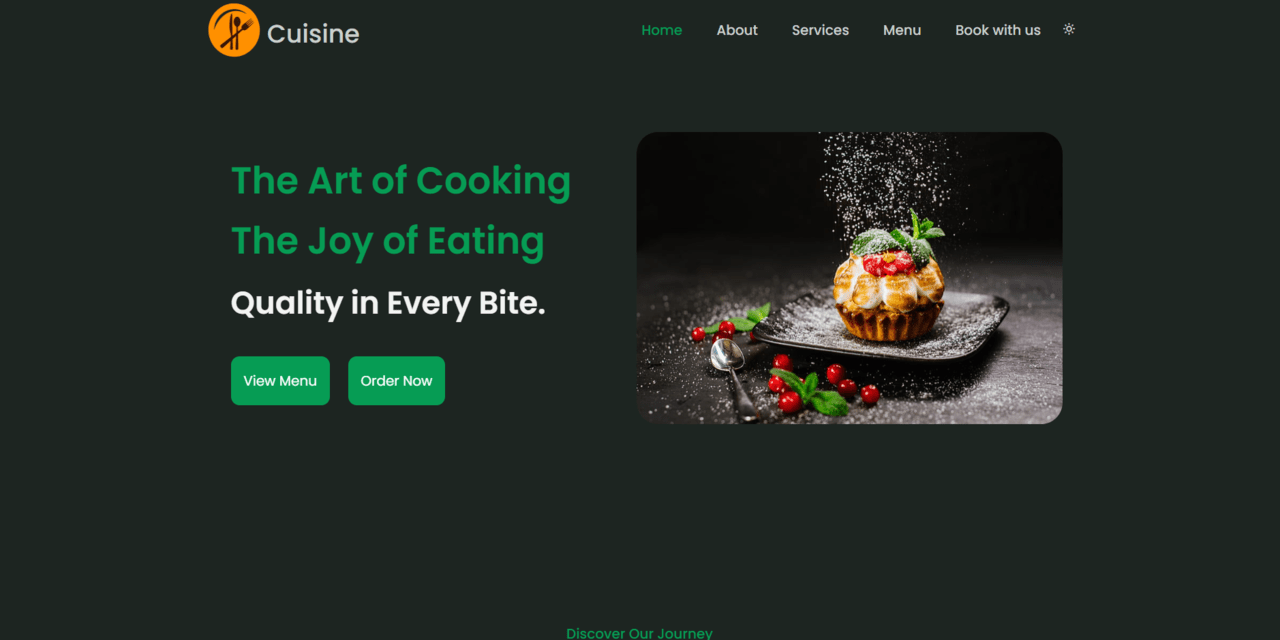 Cuisine
Home About Services Menu Book with us
The Art of Cooking
The Joy of Eating
Quality in Every Bite.
View Menu Order Now
Discover Our Journey